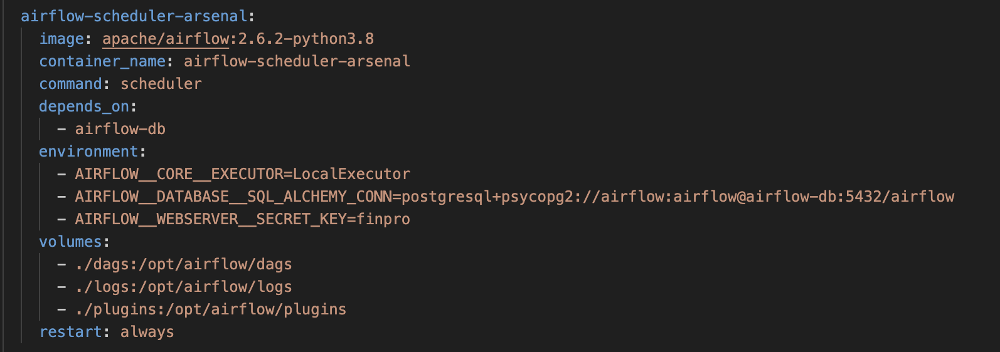 airflow-scheduler-arsenal:
image: apache/airflow:2.6.2-python3.8
container_name: airflow-scheduler-arsenal
command: scheduler
depends_on:
- airflow-db
environment:
- AIRFLOW__CORE__EXECUTOR=LocalExecutor
- AIRFLOW__DATABASE__SQL_ALCHEMY_CONN=postgresql+psycopg2://airflow:airflow@airflow-db:5432/airflow
- AIRFLOW__WEBSERVER__SECRET_KEY=finpro
volumes:
- ./dags:/opt/airflow/dags
- ./logs:/opt/airflow/logs
- ./plugins:/opt/airflow/plugins
restart: always